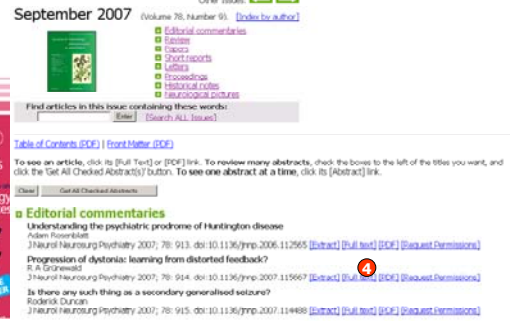 Other Issues:
September 2007 (Volume 78, Number 9). [Index by author]
Editorial commentaries
Review
Papers
Short reports
Letters
Proceedings
Historical notes
Neurological pictures
Find articles in this issue containing these words:
Enter [Search ALL Issues]
Table of Contents (PDF) | Front Matter (PDF)
To see an article, click its [Full Text] or [PDF] link. To review many abstracts, check the boxes to the left of the titles you want, and
click the 'Get All Checked Abstract(s)' button. To see one abstract at a time, click its [Abstract] link.
Clear Get All Checked Abstracts
Editorial commentaries
Understanding the psychiatric prodrome of Huntington disease
Adam Rosenblatt
J Neurol Neurosurg Psychiatry 2007; 78: 913. doi:10.1136/jnnp.2006.112565 [Extract] [Full text] [PDF] [Request Permissions]
Progression of dystonia: learning from distorted feedback?
R A Grünewald
4
J Neurol Neurosurg Psychiatry 2007; 78: 914. doi:10.1136/jnnp.2007.115667 [Extract] [Full text] [PDF] [Request Permissions]
Is there any such thing as a secondary generalised seizure?
Roderick Duncan
J Neurol Neurosurg Psychiatry 2007; 78: 915. doi:10.1136/jnnp.2007.114488 [Extract] [Full text] [PDF] [Request Permissions]